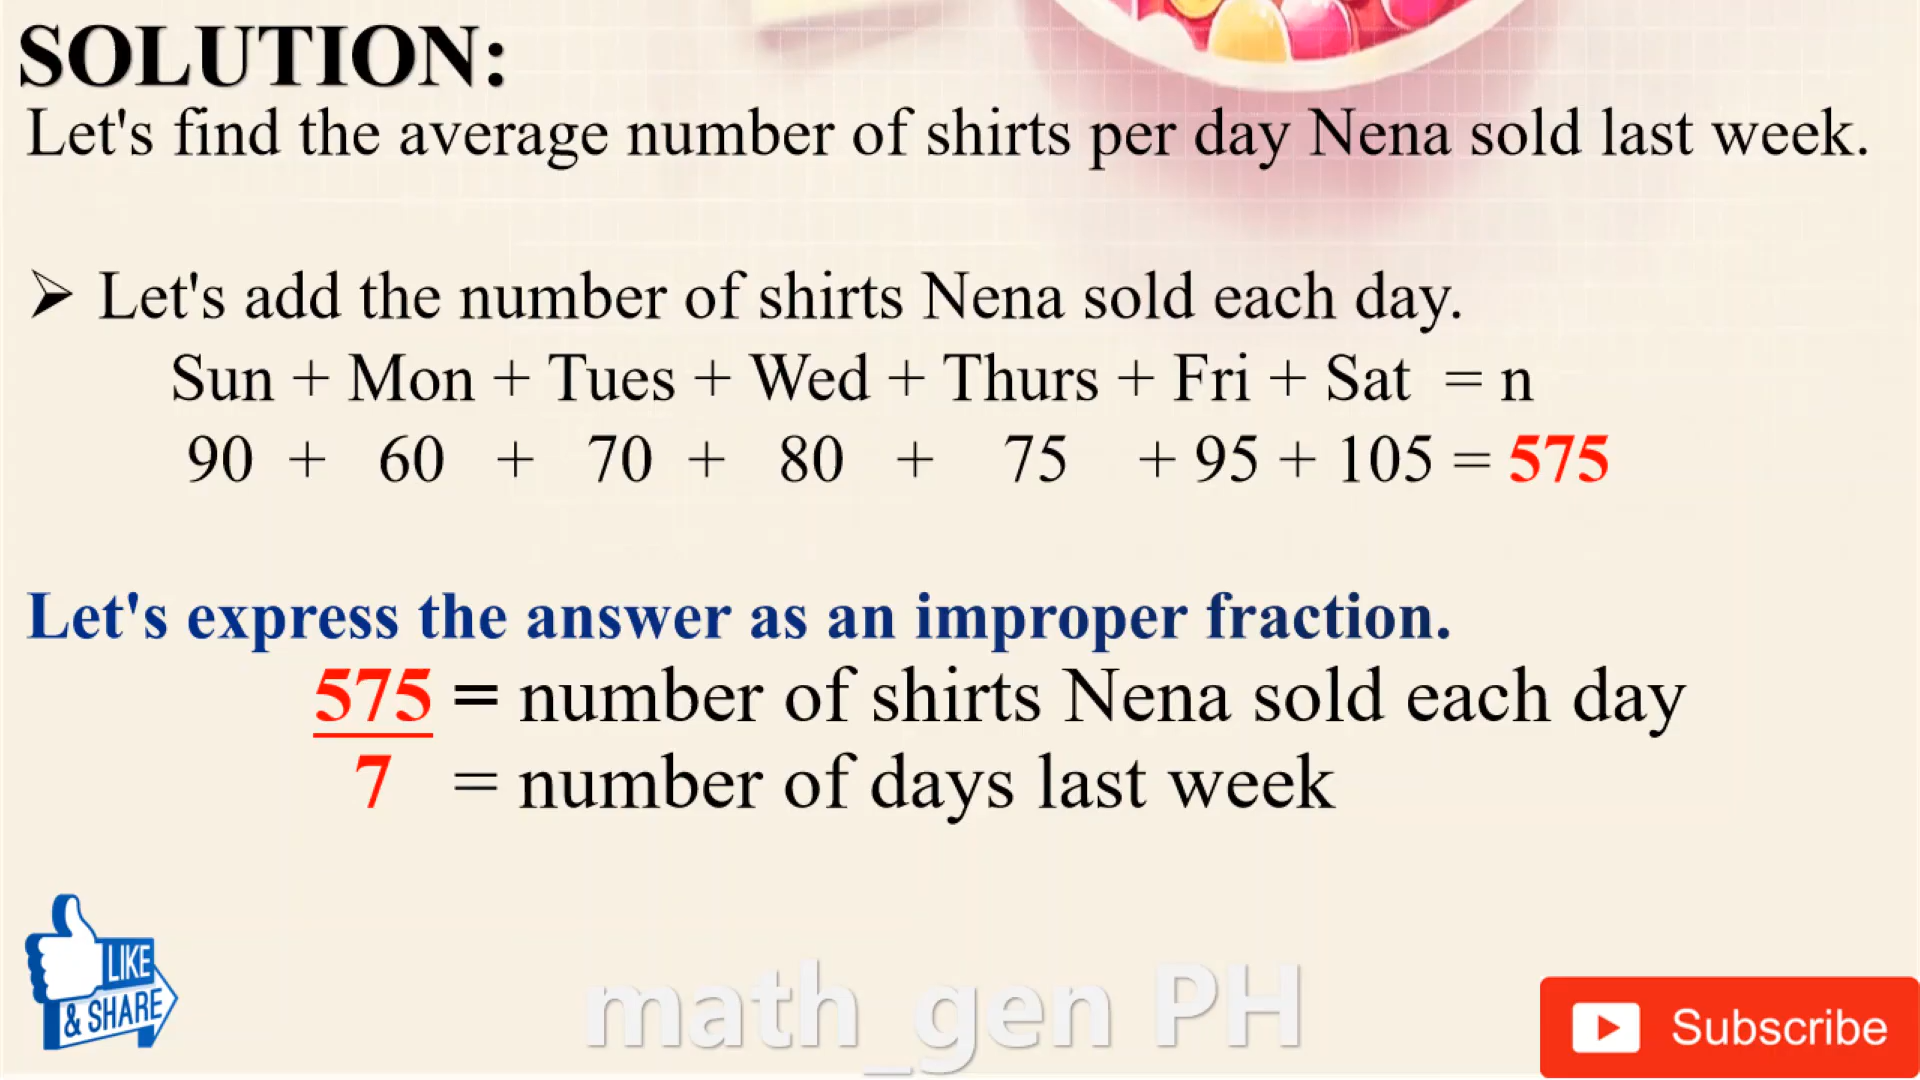 SOLUTION:
Let's find the average number of shirts per day Nena sold last week.
➢ Let's add the number of shirts Nena sold each day.
Sun + Mon + Tues + Wed + Thurs + Fri + Sat = n
90 + 60 + 70 + 80 + 75 + 95 + 105 = 575
Let's express the answer as an improper fraction.
575 = number of shirts Nena sold each day
7 = number of days last week
LIKE
& SHARE
math_gen PH
Subscribe